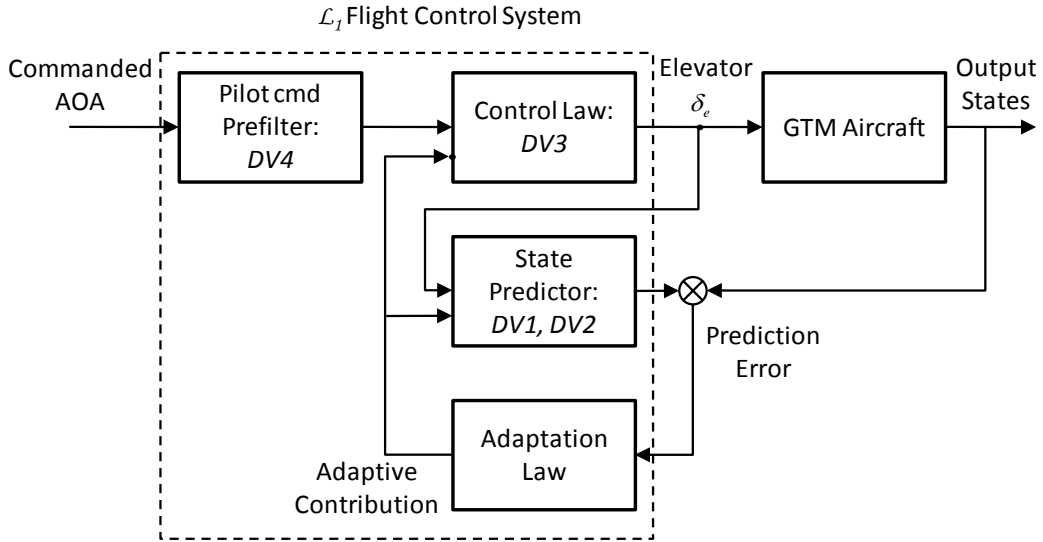 ℒ₁ Flight Control System
Commanded
AOA
Pilot cmd
Prefilter:
DV4
Control Law:
DV3
Elevator
δₑ
GTM Aircraft
Output
States
State
Predictor:
DV1, DV2
Prediction
Error
Adaptation
Law
Adaptive
Contribution